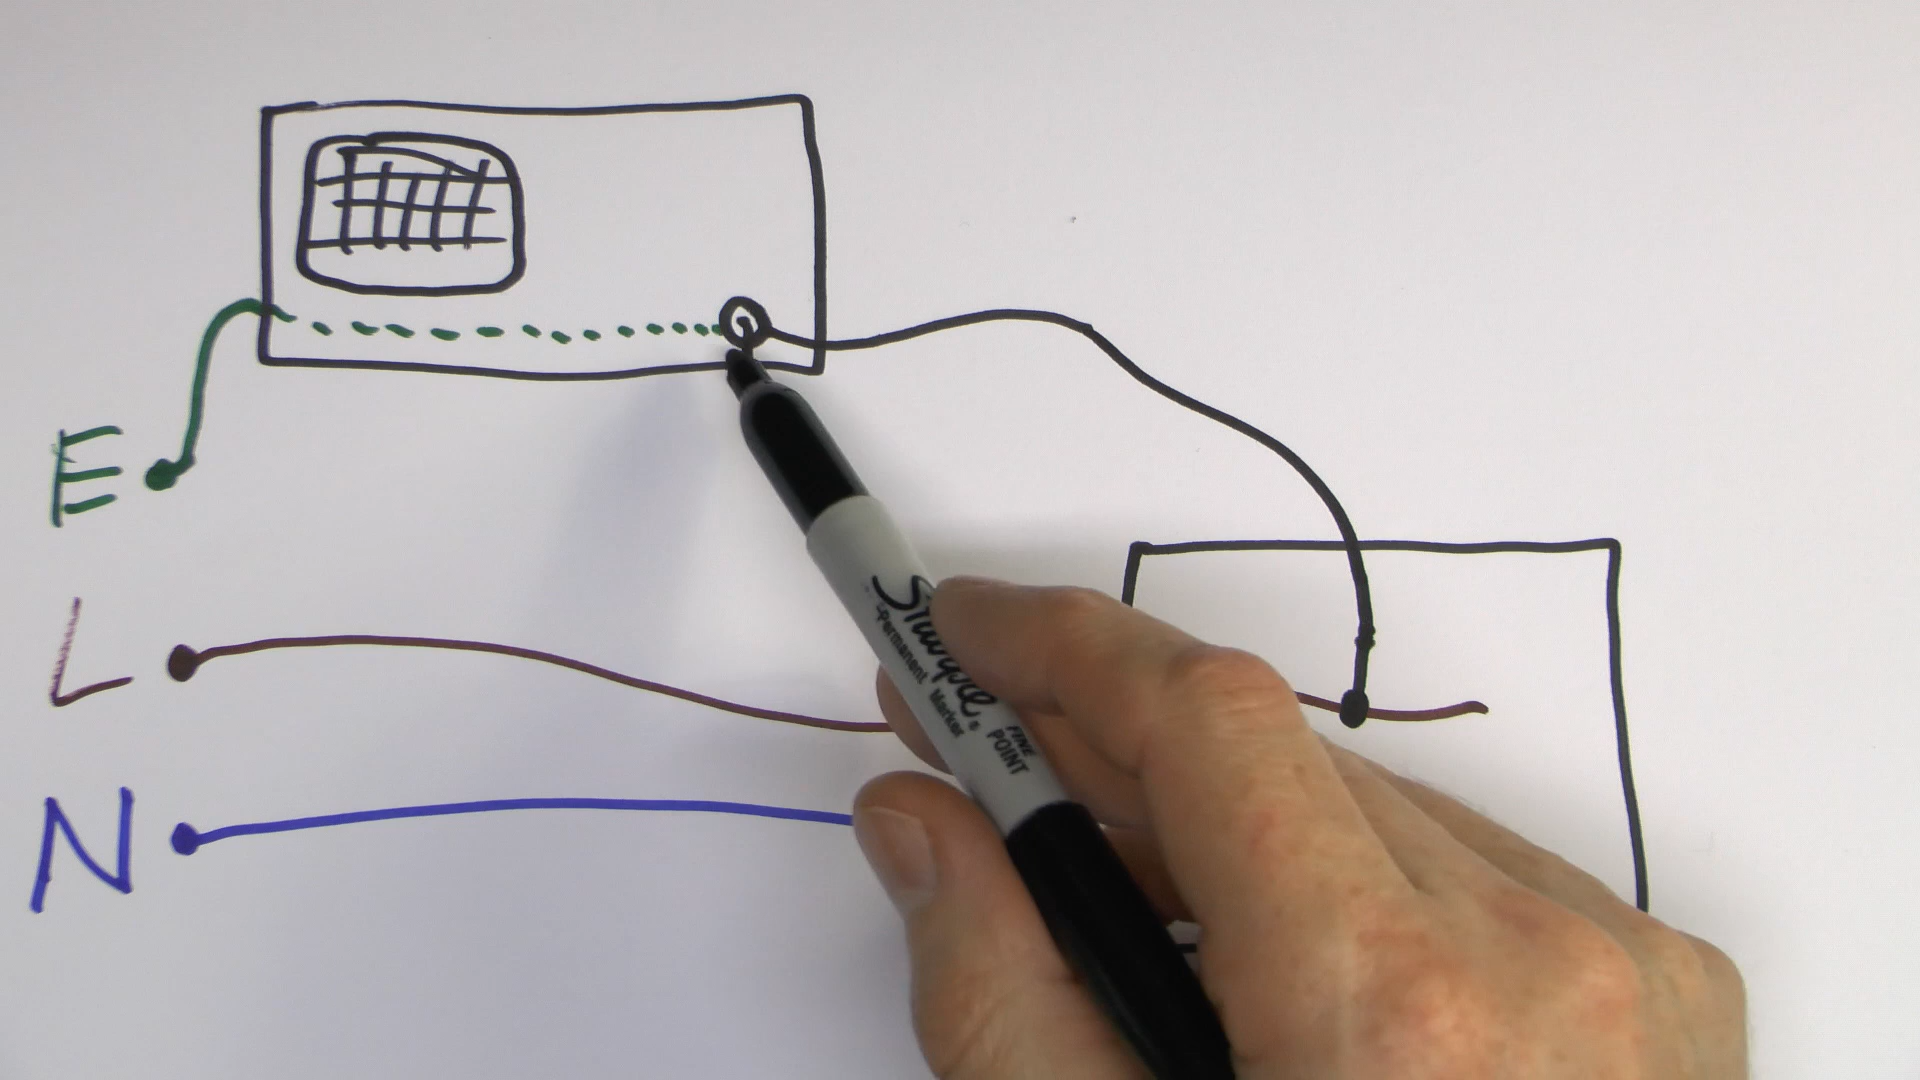 E
L
N
Sharpie.
Permanent Marker
FINE
POINT